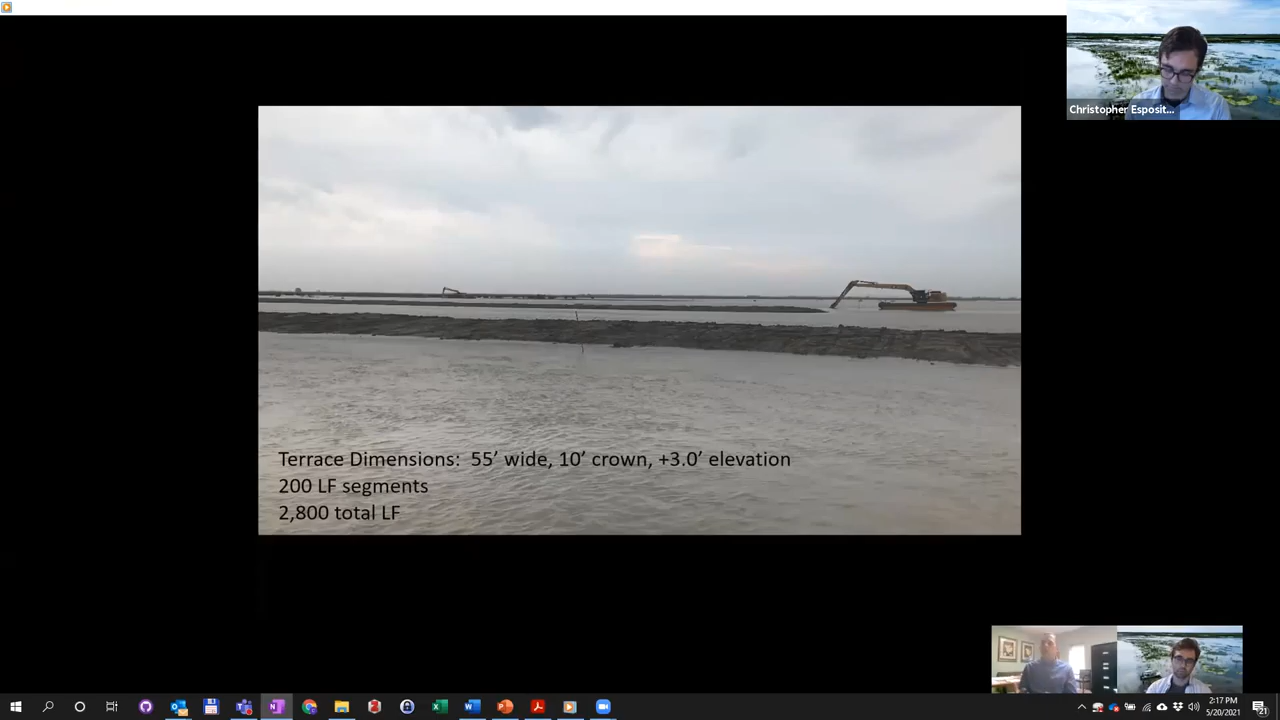 Christopher Esposit...
Terrace Dimensions: 55’ wide, 10’ crown, +3.0’ elevation
200 LF segments
2,800 total LF
2:17 PM
5/20/2021
21